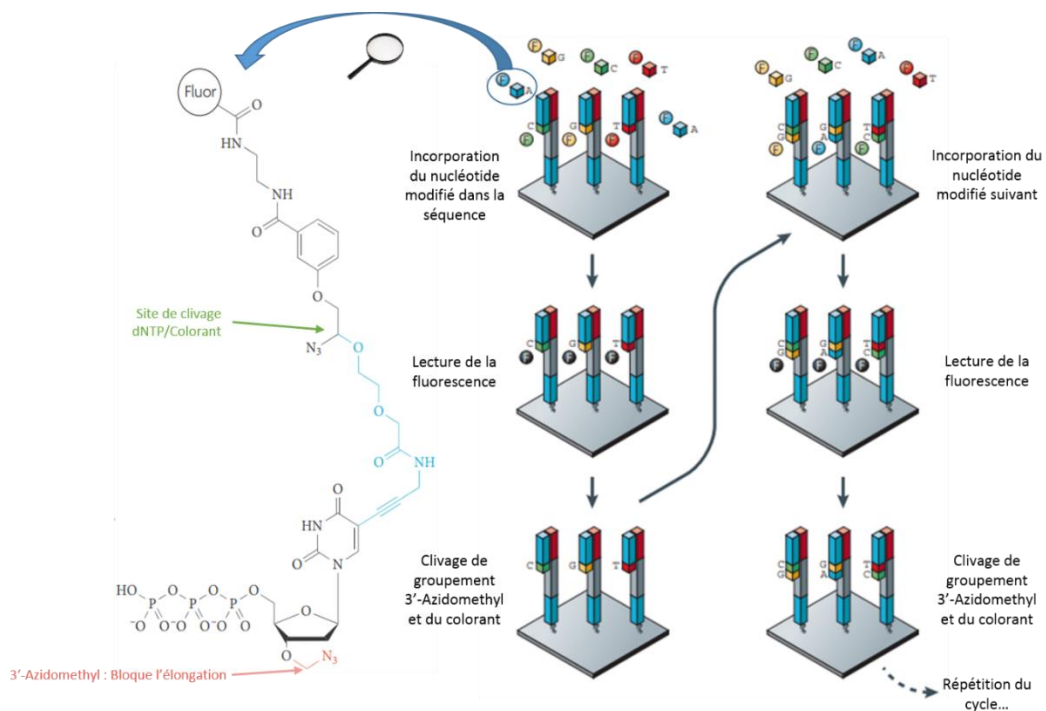 Fluor
O
HN
NH
O
O
Site de clivage
dNTP/Colorant
N₃
O
O
O
NH
O
HN
O
N
HO
O
O
O
P
P
P
O
O⁻
O
O⁻
O
O⁻
O
O
O
N₃
3'-Azidomethyl : Bloque l'élongation
F
G
F
C
F
T
F
A
F
A
C
G
T
F
F
F
Incorporation
du nucléotide
modifié dans la
séquence
Lecture de la
fluorescence
C
G
T
F
F
F
Clivage de
groupement
3'-Azidomethyl
et du colorant
C
G
T
F
G
F
C
F
A
F
T
C
G
G
A
T
C
F
F
F
Incorporation du
nucléotide
modifié suivant
C
G
G
A
T
C
F
F
F
Lecture de la
fluorescence
C
G
G
A
T
C
Clivage de
groupement
3'-Azidomethyl
et du colorant
Répétition du
cycle…